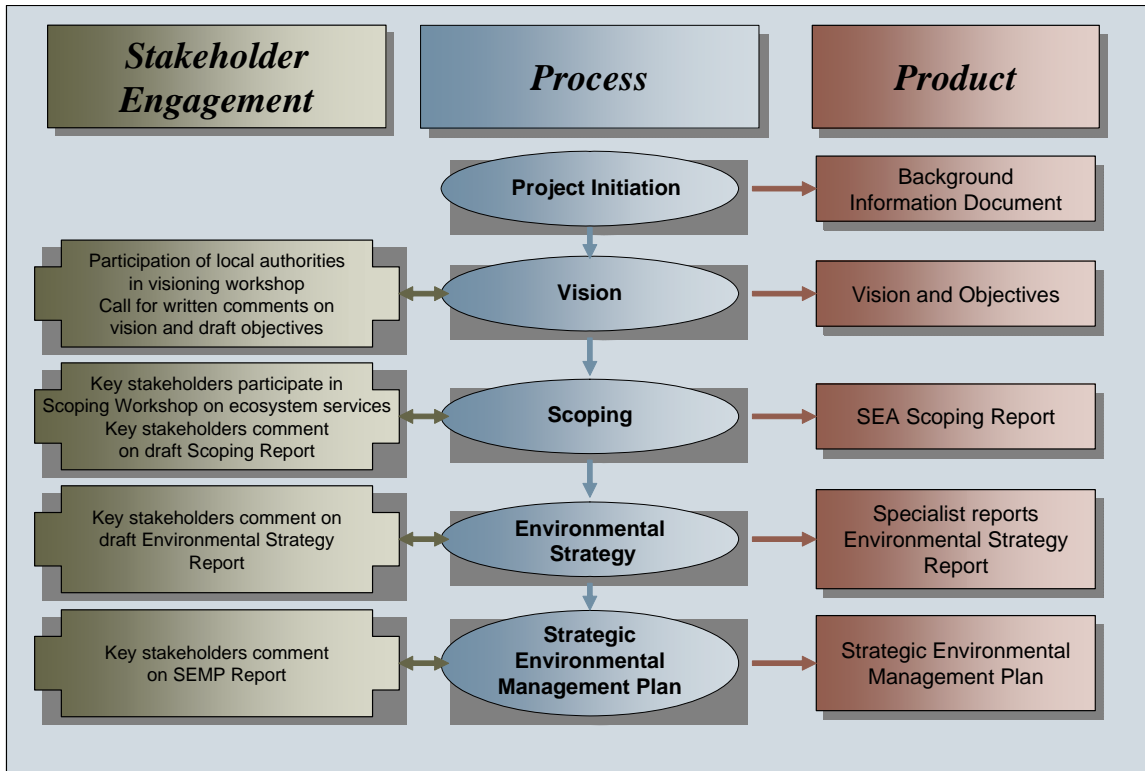 Stakeholder
Engagement
Process
Product
Project Initiation
Background
Information Document
Participation of local authorities
in visioning workshop
Call for written comments on
vision and draft objectives
Vision
Vision and Objectives
Key stakeholders participate in
Scoping Workshop on ecosystem services
Key stakeholders comment
on draft Scoping Report
Scoping
SEA Scoping Report
Key stakeholders comment on
draft Environmental Strategy
Report
Environmental
Strategy
Specialist reports
Environmental Strategy
Report
Key stakeholders comment
on SEMP Report
Strategic
Environmental
Management Plan
Strategic Environmental
Management Plan